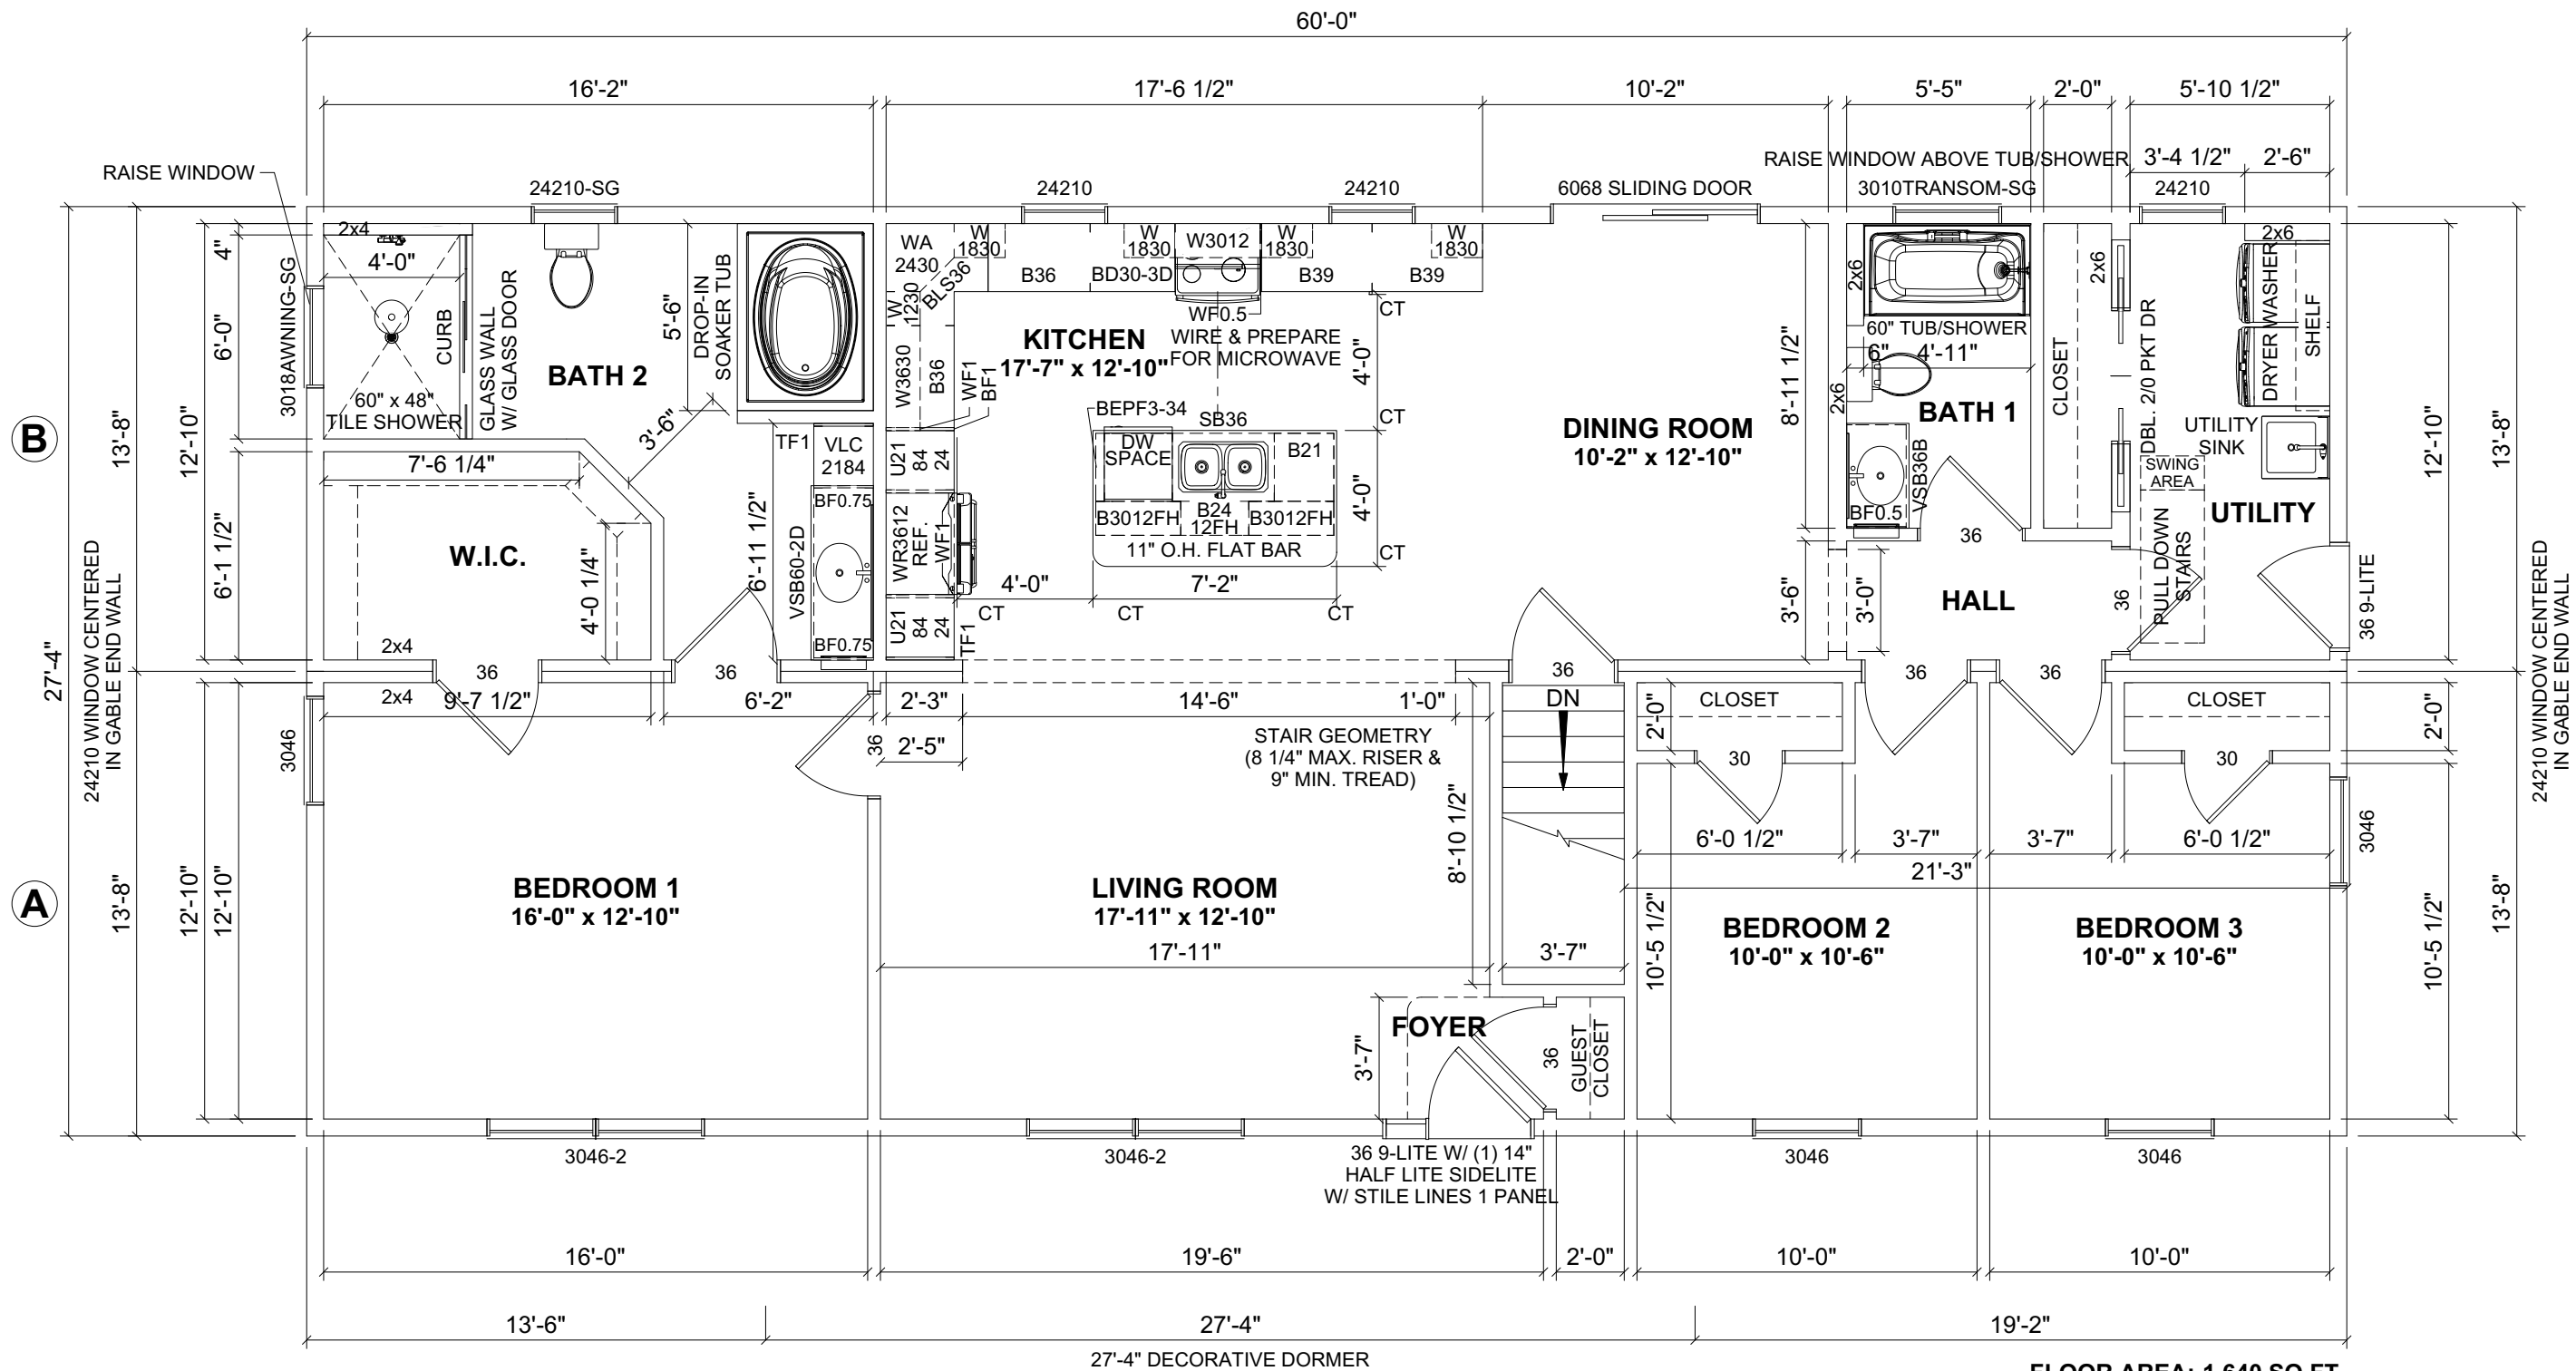 60'-0"
16'-2"
17'-6 1/2"
10'-2"
5'-5"
2'-0"
5'-10 1/2"
RAISE WINDOW
RAISE WINDOW ABOVE TUB/SHOWER
3'-4 1/2"
2'-6"
24210-SG
24210
24210
6068 SLIDING DOOR
3010TRANSOM-SG
24210
2x4
4'-0"
4"
6'-0"
3018AWNING-SG
CURB
GLASS WALL
W/ GLASS DOOR
60" x 48"
TILE SHOWER
BATH 2
5'-6"
DROP-IN
SOAKER TUB
3'-6"
WA
2430
W
1830
BLS36
W
1230
B36
BD30-3D
W
1830
W3012
W
1830
B39
B39
W
1830
WF0.5
WIRE & PREPARE
FOR MICROWAVE
KITCHEN
17'-7" x 12'-10"
W3630
B36
WF1
BF1
BEPF3-34
CT
4'-0"
CT
SB36
DW
SPACE
B21
B3012FH
B24
12FH
B3012FH
11" O.H. FLAT BAR
4'-0"
CT
4'-0"
7'-2"
CT
CT
CT
U21
84
24
WR3612
REF.
WF1
U21
84
24
TF1
TF1
VLC
2184
BF0.75
BF0.75
VSB60-2D
6'-11 1/2"
DINING ROOM
10'-2" x 12'-10"
8'-11 1/2"
2x6
60" TUB/SHOWER
6"
4'-11"
2x6
BATH 1
VSB36B
BF0.5
36
CLOSET
2x6
DBL. 2/0 PKT DR
2x6
DRYER
WASHER
SHELF
UTILITY
SINK
SWING
AREA
PULL DOWN
STAIRS
UTILITY
36 9-LITE
HALL
3'-6"
3'-0"
36
B
27'-4"
24210 WINDOW CENTERED
IN GABLE END WALL
13'-8"
12'-10"
6'-1 1/2"
7'-6 1/4"
W.I.C.
4'-0 1/4"
2x4
36
36
12'-10"
13'-8"
24210 WINDOW CENTERED
IN GABLE END WALL
2x4
9'-7 1/2"
6'-2"
36
2'-3"
14'-6"
1'-0"
2'-5"
STAIR GEOMETRY
(8 1/4" MAX. RISER &
9" MIN. TREAD)
36
DN
2'-0"
CLOSET
30
36
36
CLOSET
30
2'-0"
3046
3046
6'-0 1/2"
3'-7"
3'-7"
6'-0 1/2"
21'-3"
8'-10 1/2"
A
13'-8"
12'-10"
12'-10"
BEDROOM 1
16'-0" x 12'-10"
LIVING ROOM
17'-11" x 12'-10"
17'-11"
3'-7"
10'-5 1/2"
BEDROOM 2
10'-0" x 10'-6"
BEDROOM 3
10'-0" x 10'-6"
10'-5 1/2"
13'-8"
3'-7"
FOYER
36
GUEST
CLOSET
3046-2
3046-2
36 9-LITE W/ (1) 14"
HALF LITE SIDELITE
W/ STILE LINES 1 PANEL
3046
3046
16'-0"
19'-6"
2'-0"
10'-0"
10'-0"
13'-6"
27'-4"
19'-2"
27'-4" DECORATIVE DORMER
FLOOR AREA: 1,640 SQ.FT.